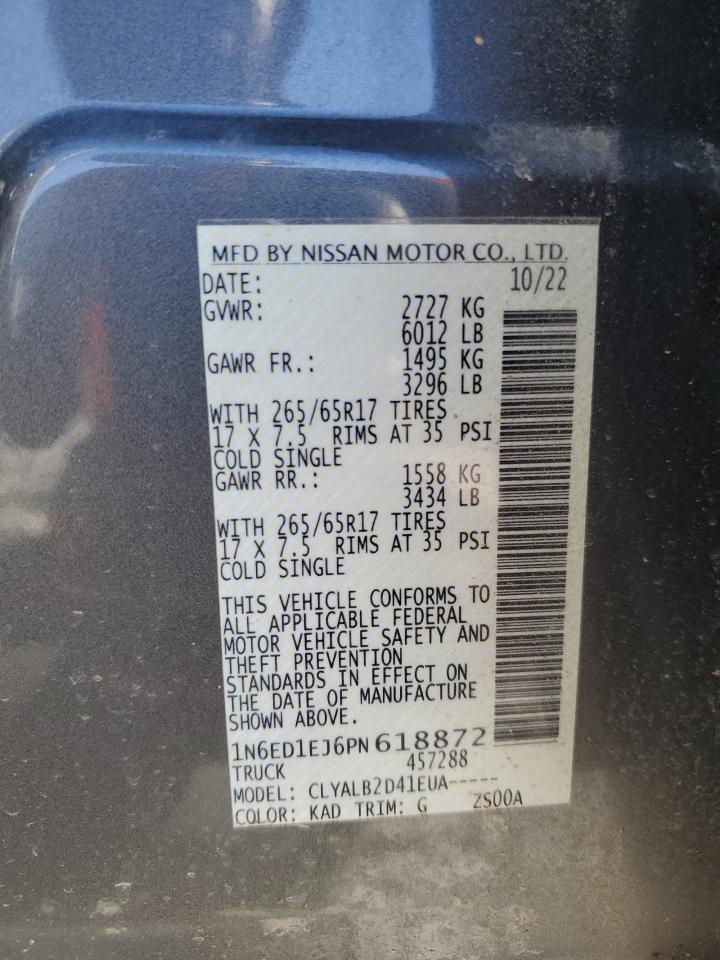 MFD BY NISSAN MOTOR CO., LTD.
DATE: 10/22
GVWR: 2727 KG
6012 LB
GAWR FR.: 1495 KG
3296 LB
WITH 265/65R17 TIRES
17 X 7.5 RIMS AT 35 PSI
COLD SINGLE
GAWR RR.: 1558 KG
3434 LB
WITH 265/65R17 TIRES
17 X 7.5 RIMS AT 35 PSI
COLD SINGLE
THIS VEHICLE CONFORMS TO
ALL APPLICABLE FEDERAL
MOTOR VEHICLE SAFETY AND
THEFT PREVENTION
STANDARDS IN EFFECT ON
THE DATE OF MANUFACTURE
SHOWN ABOVE.
1N6ED1EJ6PN618872
TRUCK 457288
MODEL: CLYALB2D41EUA-----
COLOR: KAD TRIM: G ZS00A